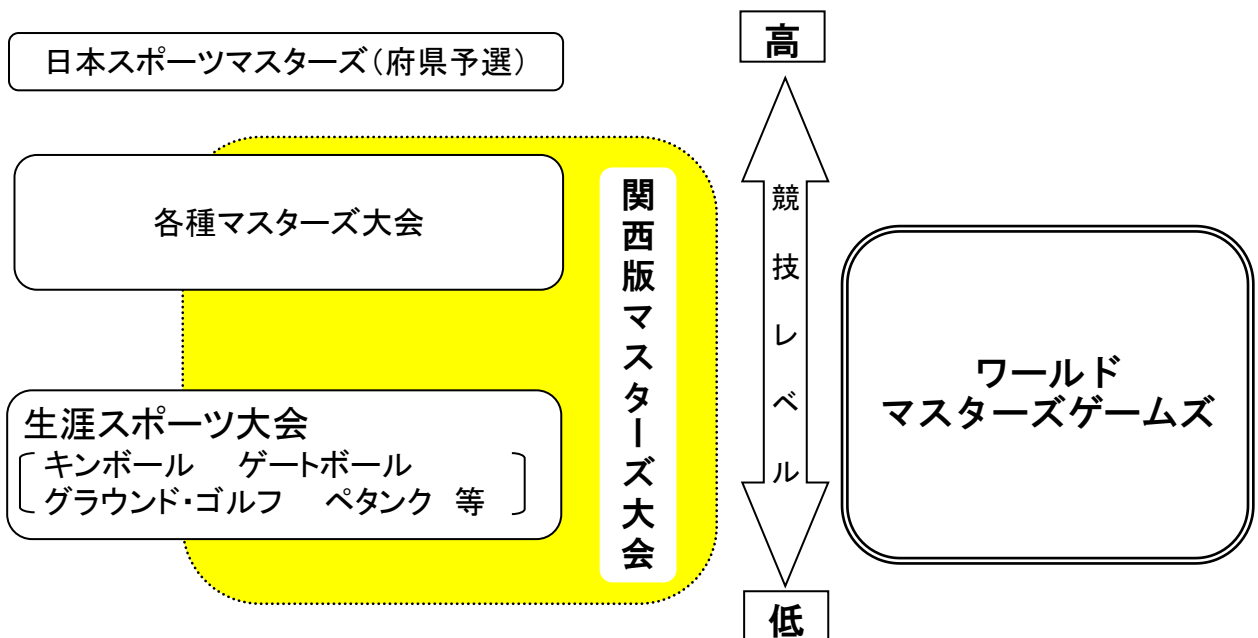 日本スポーツマスターズ（府県予選）
各種マスターズ大会
生涯スポーツ大会
キンボール　ゲートボール
グラウンド・ゴルフ　ペタンク　等
関西版マスターズ大会
高
競技レベル
低
ワールド
マスターズゲームズ